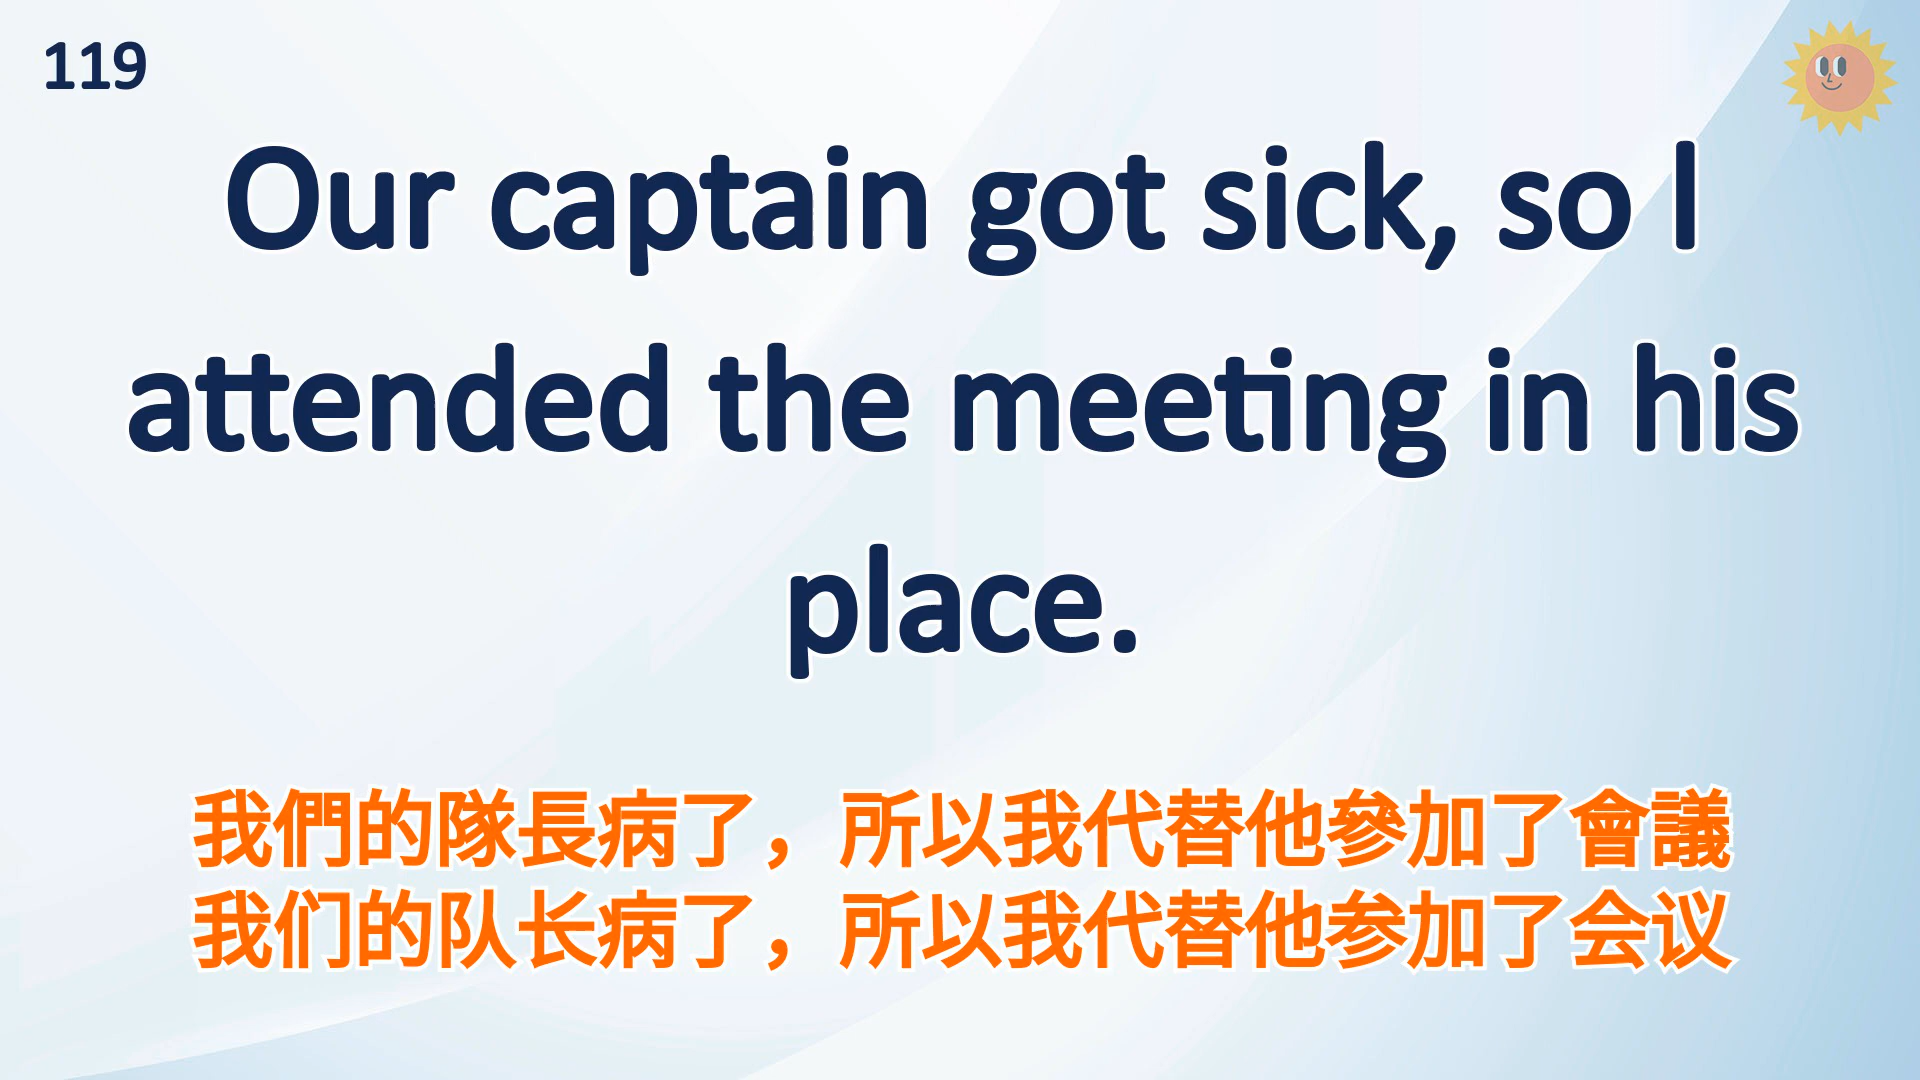 119
Our captain got sick, so I
attended the meeting in his
place.
我們的隊長病了，所以我代替他參加了會議
我们的队长病了，所以我代替他参加了会议